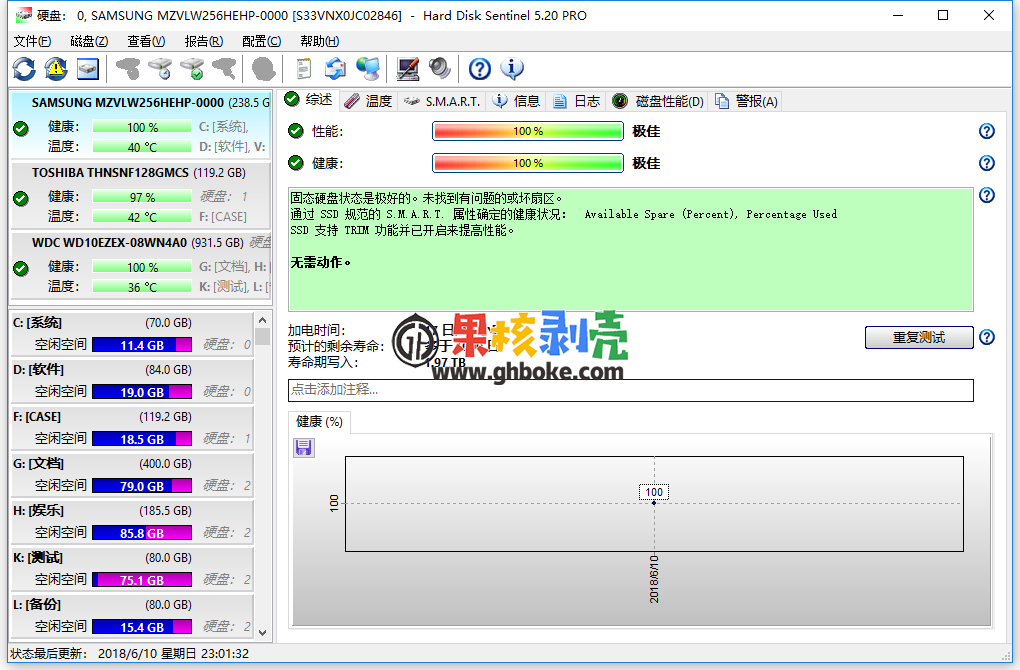 硬盘: 0, SAMSUNG MZVLW256HEHP-0000 [S33VNX0JC02846] - Hard Disk Sentinel 5.20 PRO
文件(F) 磁盘(Z) 查看(V) 报告(R) 配置(C) 帮助(H)
SAMSUNG MZVLW256HEHP-0000 (238.5 G
健康: 100 % C: [系统],
温度: 40 °C D: [软件], V:
TOSHIBA THNSNF128GMCS (119.2 GB)
健康: 97 % 硬盘: 1
温度: 42 °C F: [CASE]
WDC WD10EZEX-08WN4A0 (931.5 GB) 硬盘
健康: 100 % G: [文档], H:
温度: 36 °C K: [测试], L:
C: [系统] (70.0 GB)
空闲空间 11.4 GB 硬盘: 0
D: [软件] (84.0 GB)
空闲空间 19.0 GB 硬盘: 0
F: [CASE] (119.2 GB)
空闲空间 18.5 GB 硬盘: 1
G: [文档] (400.0 GB)
空闲空间 79.0 GB 硬盘: 2
H: [娱乐] (185.5 GB)
空闲空间 85.8 GB 硬盘: 2
K: [测试] (80.0 GB)
空闲空间 75.1 GB 硬盘: 2
L: [备份] (80.0 GB)
空闲空间 15.4 GB 硬盘: 2
综述 温度 S.M.A.R.T. 信息 日志 磁盘性能(D) 警报(A)
性能: 100 % 极佳
健康: 100 % 极佳
固态硬盘状态是极好的。未找到有问题的或坏扇区。
通过 SSD 规范的 S.M.A.R.T. 属性确定的健康状况: Available Spare (Percent), Percentage Used
SSD 支持 TRIM 功能并已开启来提高性能。
无需动作。
加电时间:
预计的剩余寿命:
寿命期写入: 1.97 TB
果核剥壳
www.ghboke.com
重复测试
点击添加注释...
健康 (%)
100
100
2018/6/10
状态最后更新: 2018/6/10 星期日 23:01:32